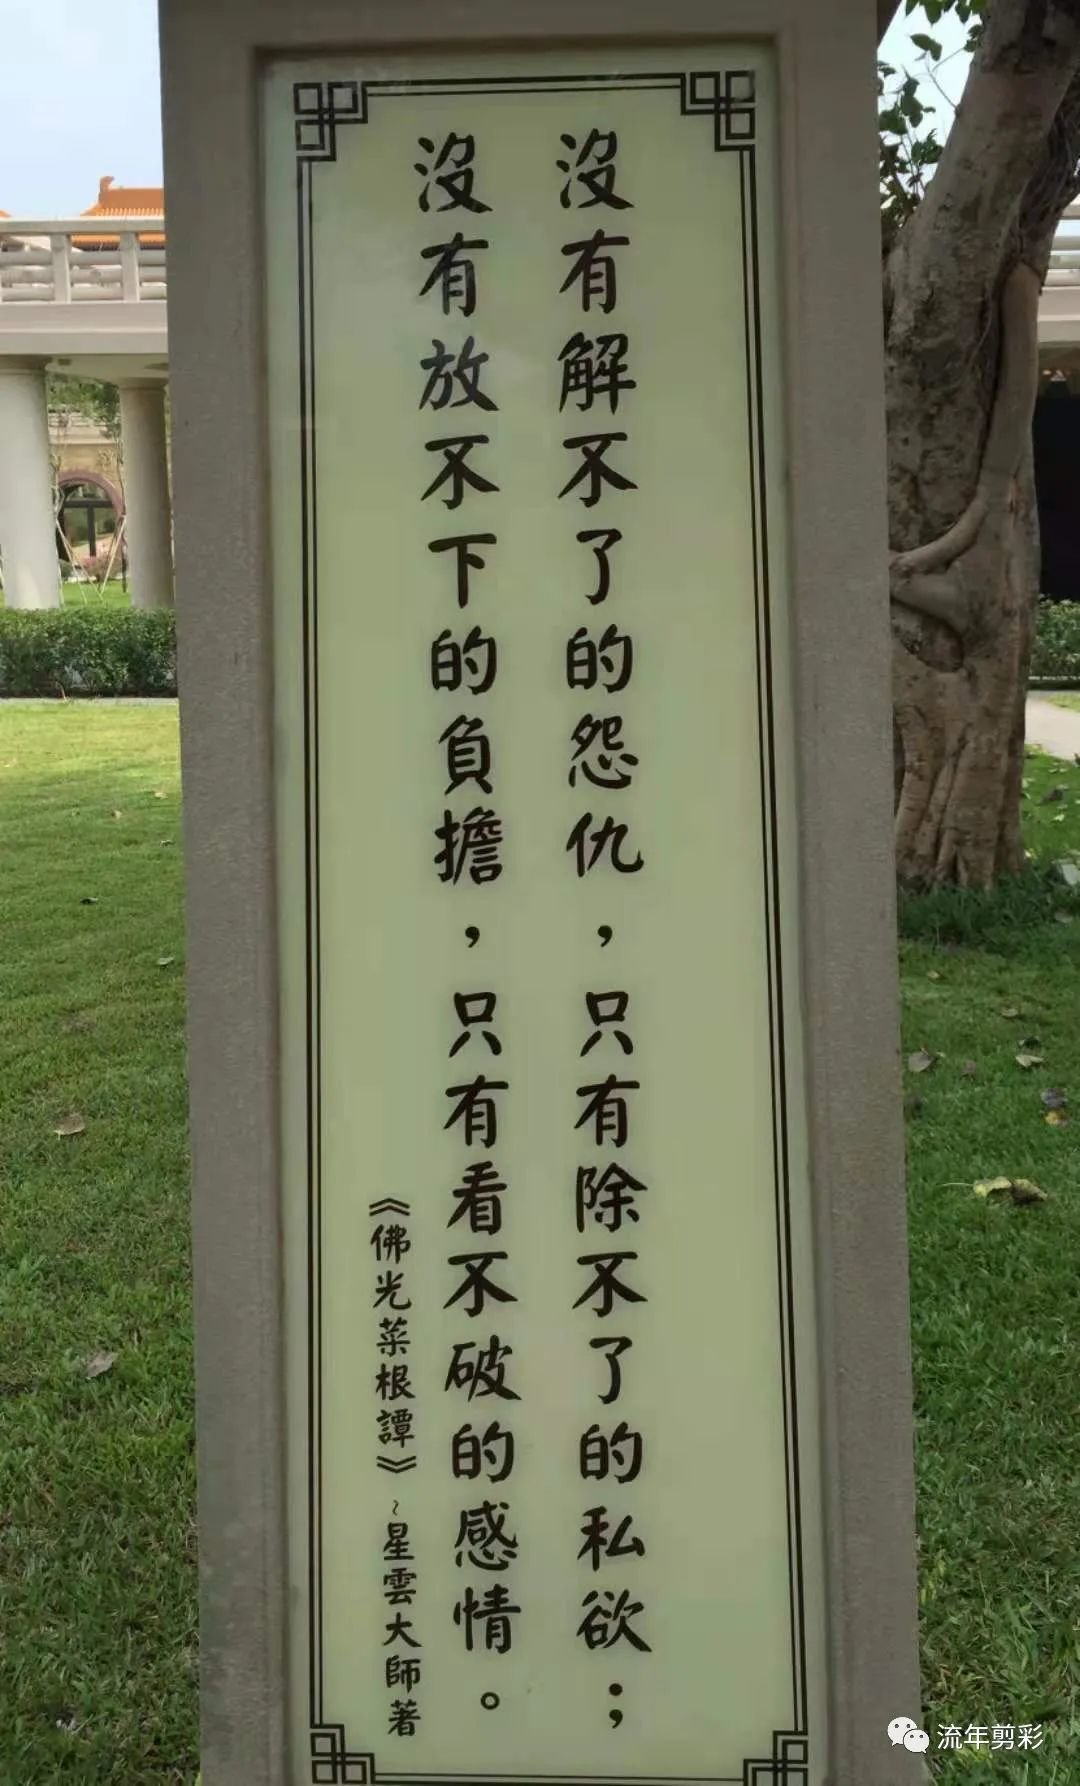 沒有解不了的怨仇，只有除不了的私欲；
沒有放不下的負擔，只有看不破的感情。
《佛光菜根譚》~星雲大師著
流年剪彩